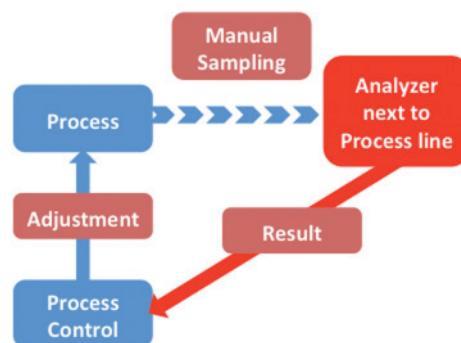 Manual
Sampling
Process
Analyzer
next to
Process line
Adjustment
Result
Process
Control